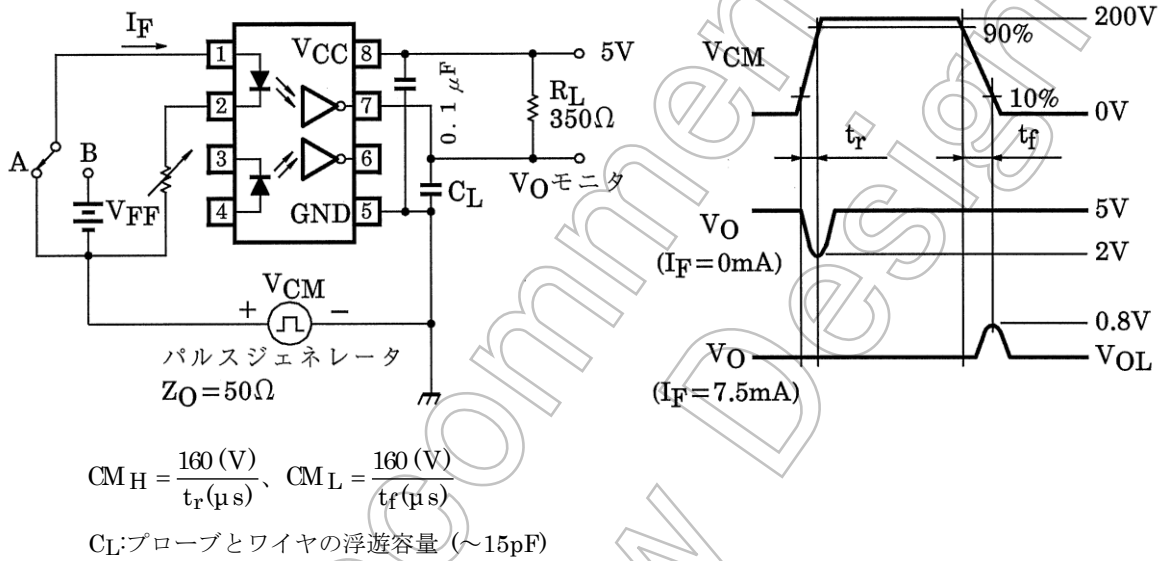 IF
1
2
3
4
VCC
8
7
6
GND
5
0.1μF
5V
RL
350Ω
VOモニタ
CL
A
B
VFF
VCM
+
−
パルスジェネレータ
ZO=50Ω
CMH = 160 (V) / tr(μs)、 CML = 160 (V) / tf(μs)
CL:プローブとワイヤの浮遊容量 (~15pF)
VCM
200V
90%
10%
0V
tr
tf
VO
(IF=0mA)
5V
2V
VO
(IF=7.5mA)
0.8V
VOL